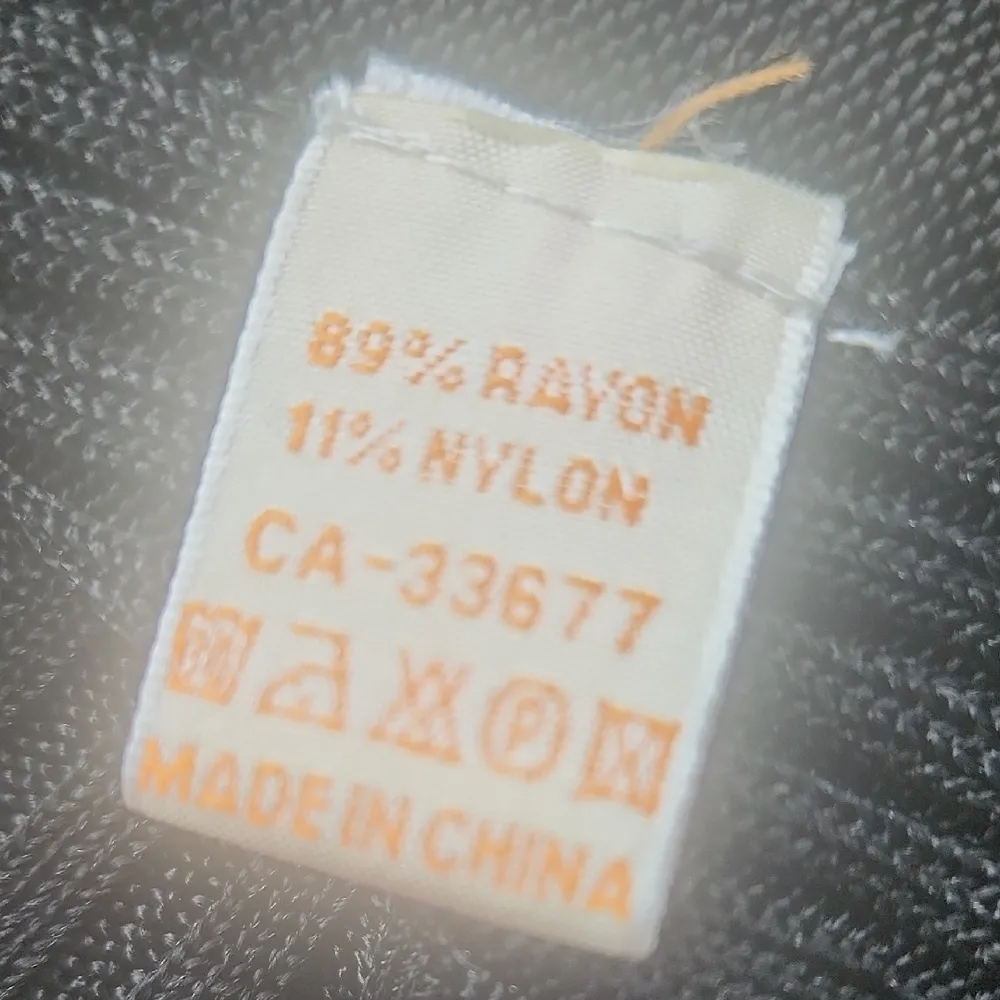 89% RAYON
11% NYLON
CA-33677
P
MADE IN CHINA